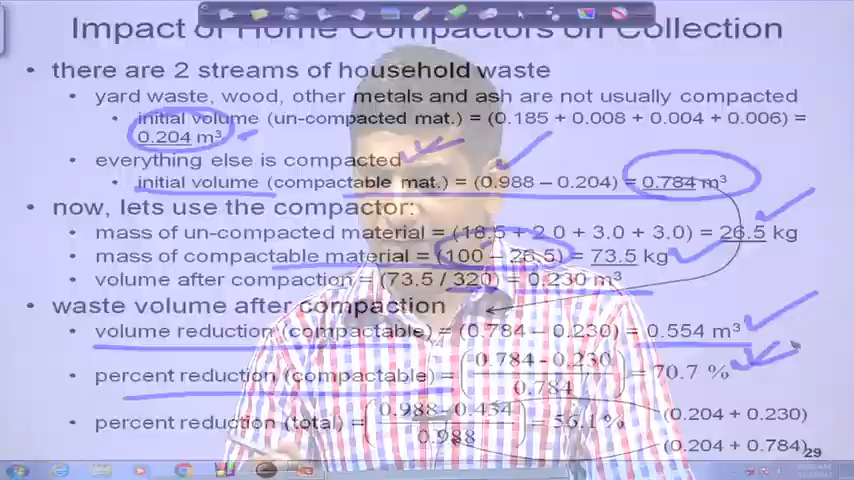 Impact of Home Compactors on Collection
• there are 2 streams of household waste
• yard waste, wood, other metals and ash are not usually compacted
• initial volume (un-compacted mat.) = (0.185 + 0.008 + 0.004 + 0.006) =
0.204 m³
• everything else is compacted
• initial volume (compactable mat.) = (0.988 – 0.204) = 0.784 m³
• now, lets use the compactor:
• mass of un-compacted material = (18.5 + 2.0 + 3.0 + 3.0) = 26.5 kg
• mass of compactable material = (100 – 26.5) = 73.5 kg
• volume after compaction = (73.5 / 320) = 0.230 m³
• waste volume after compaction
• volume reduction (compactable) = (0.784 – 0.230) = 0.554 m³
• percent reduction (compactable) = (0.784 - 0.230 / 0.784) = 70.7 %
• percent reduction (total) = (0.988 - 0.434 / 0.988) = 56.1 %
(0.204 + 0.230)
(0.204 + 0.784)
29